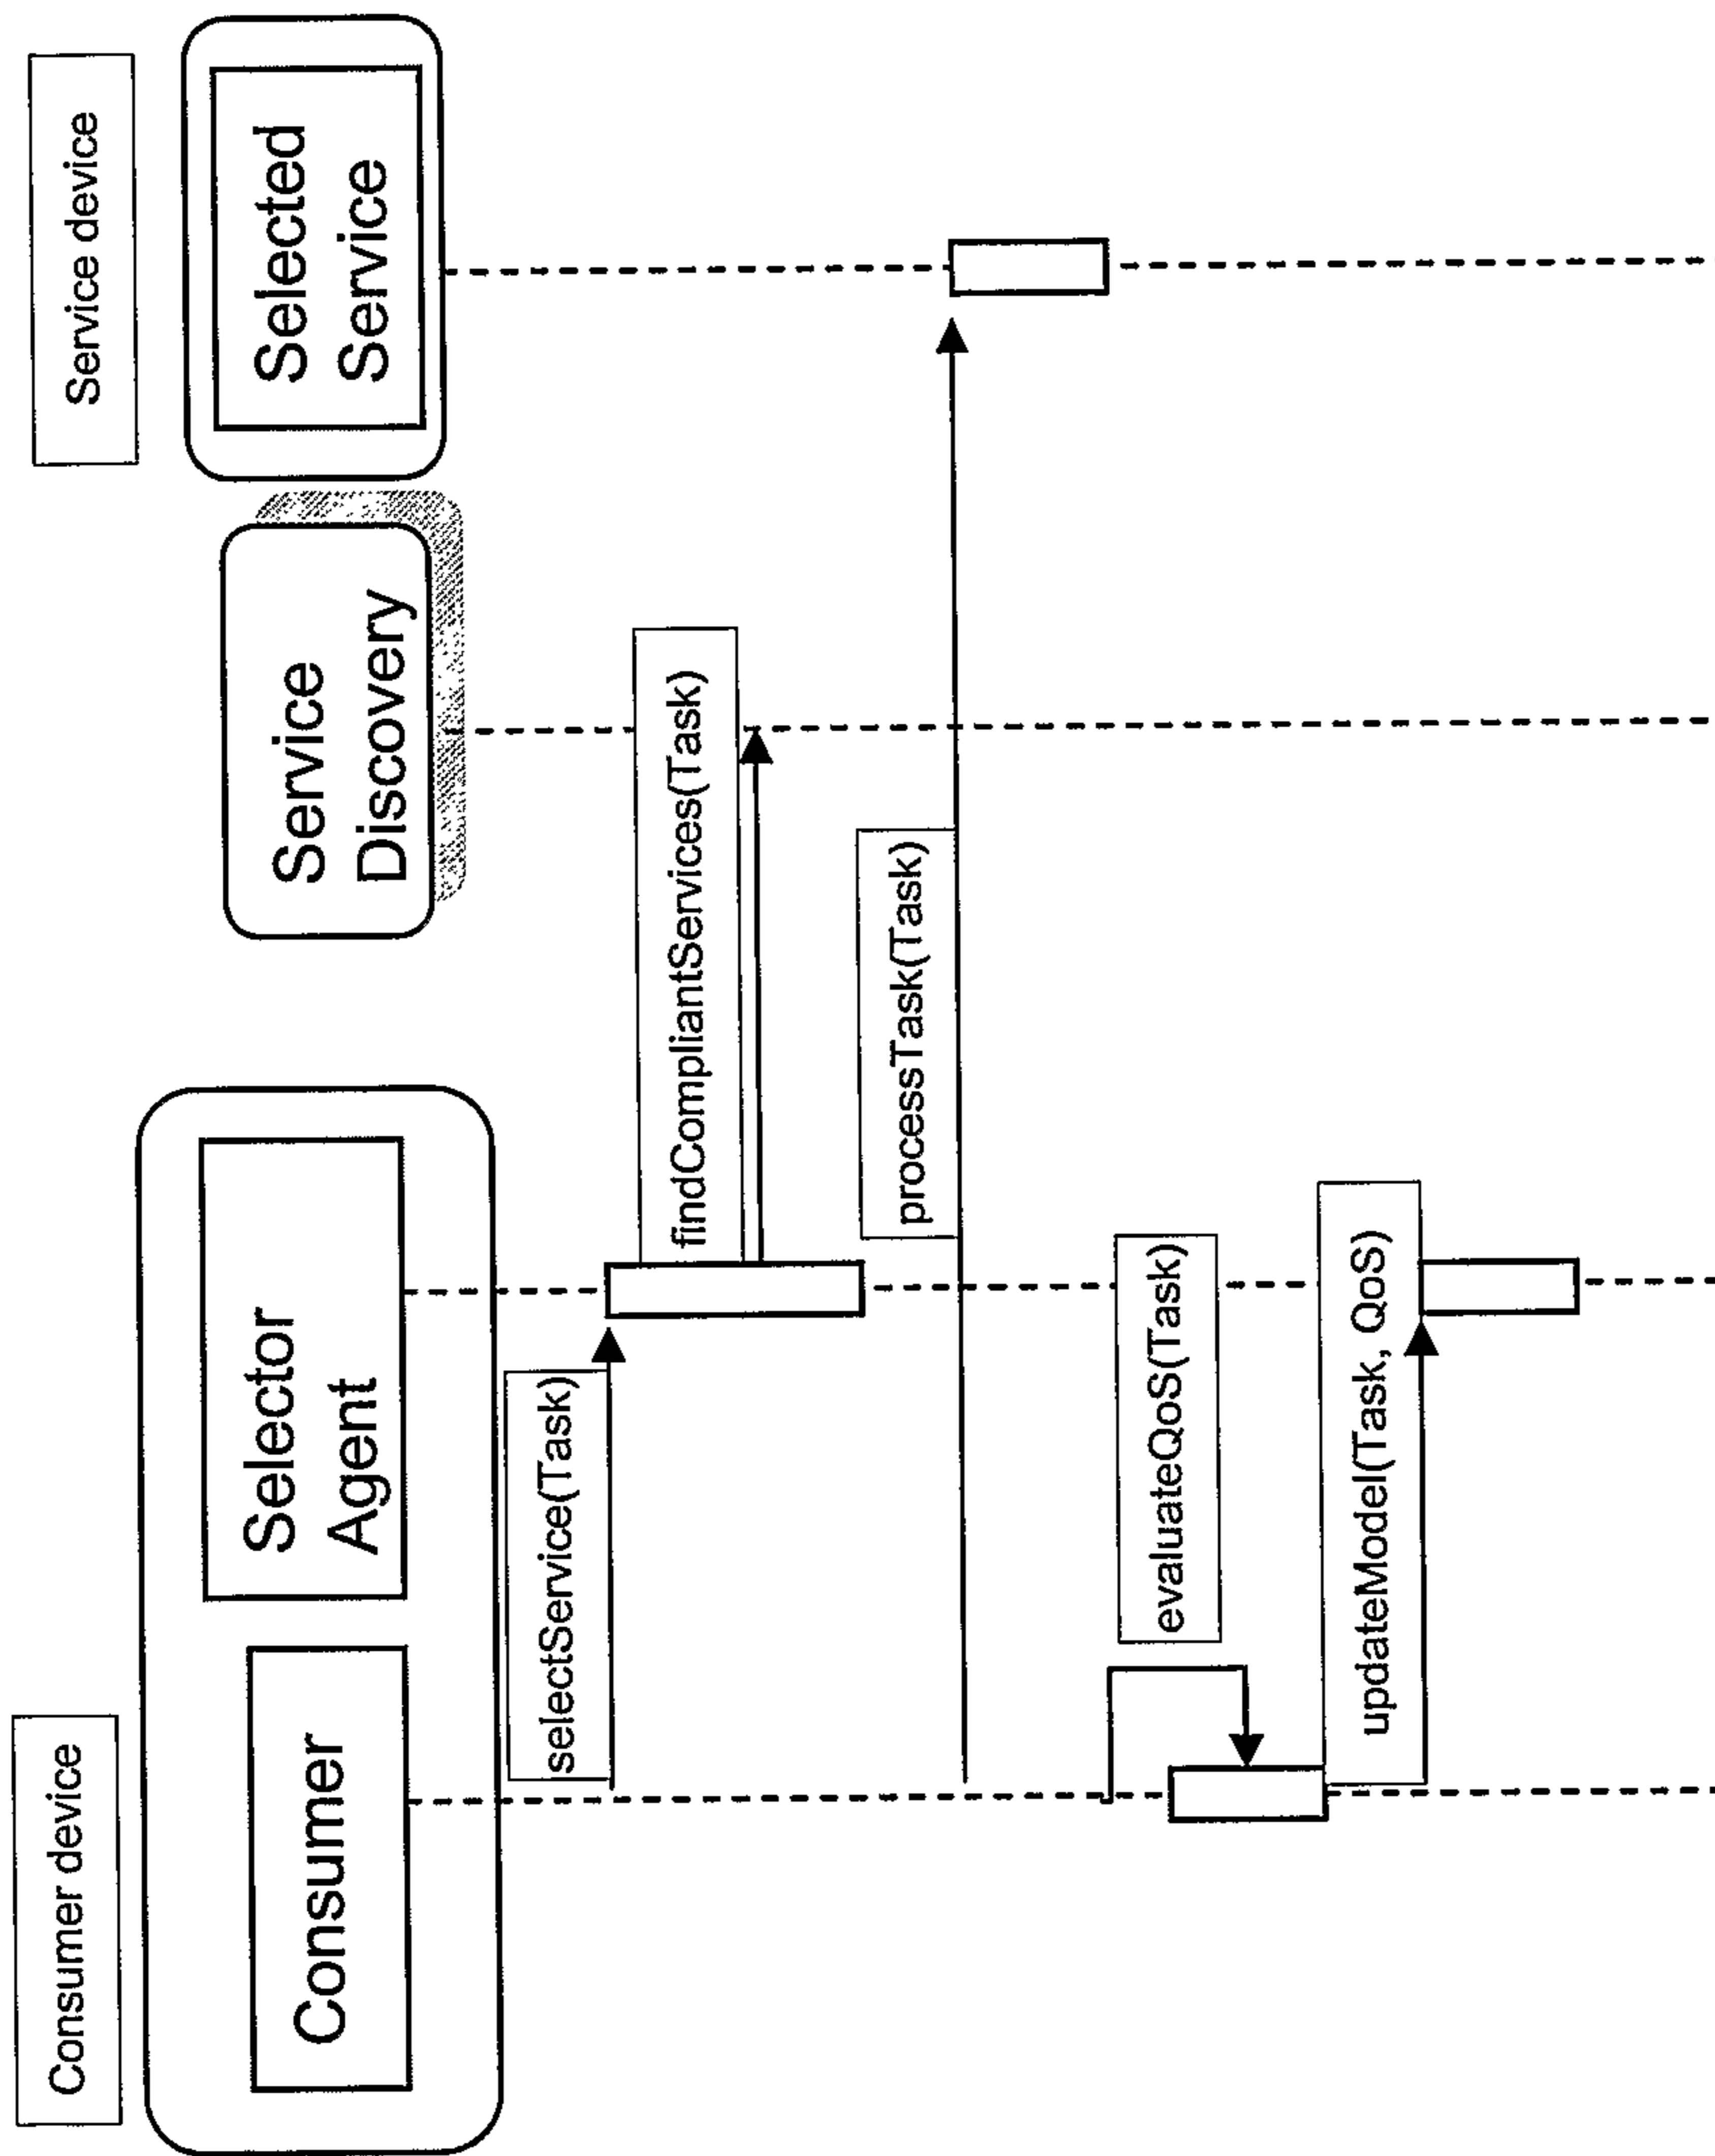 Consumer device
Service device
Consumer
Selector
Agent
Service
Discovery
Selected
Service
selectService(Task)
findCompliantServices(Task)
processTask(Task)
evaluateQoS(Task)
updateModel(Task, QoS)